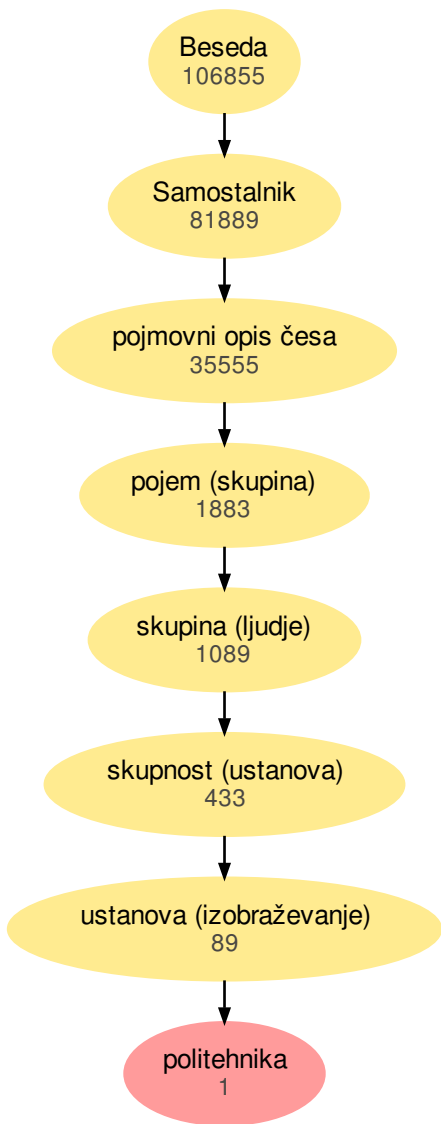 Beseda
106855
Samostalnik
81889
pojmovni opis česa
35555
pojem (skupina)
1883
skupina (ljudje)
1089
skupnost (ustanova)
433
ustanova (izobraževanje)
89
politehnika
1